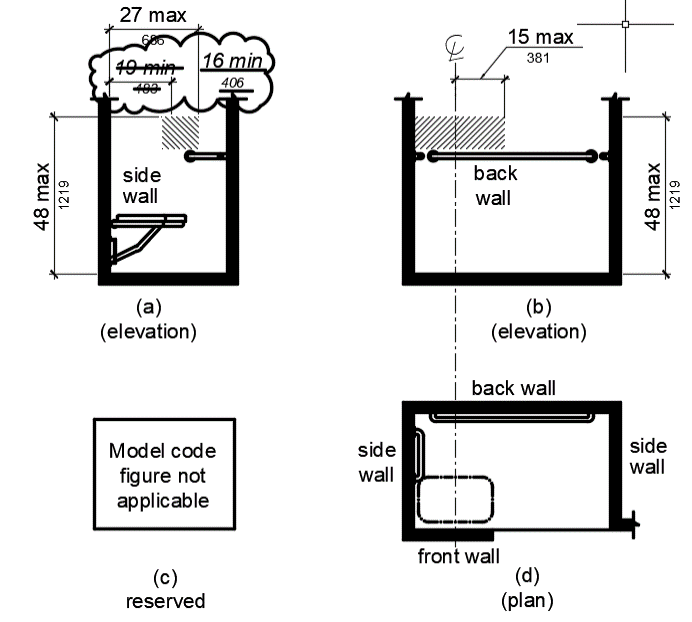 27 max
686
19 min
483
16 min
406
48 max
1219
side
wall
(a)
(elevation)
℄
15 max
381
back
wall
48 max
1219
(b)
(elevation)
Model code
figure not
applicable
(c)
reserved
back wall
side
wall
side
wall
front wall
(d)
(plan)